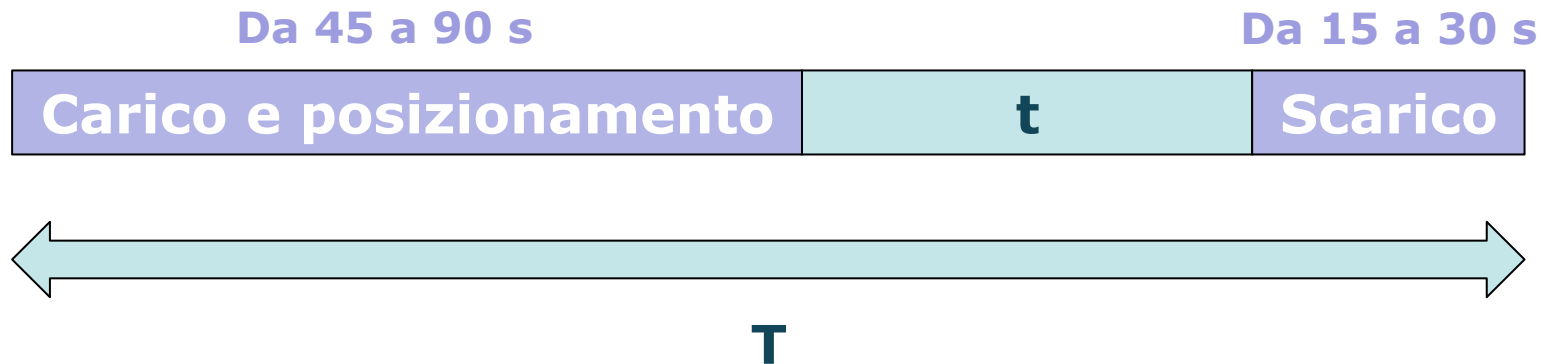 Da 45 a 90 s
Da 15 a 30 s
Carico e posizionamento
t
Scarico
T